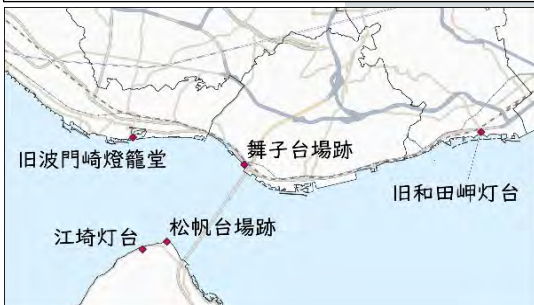 旧波門崎燈籠堂
舞子台場跡
旧和田岬灯台
江埼灯台
松帆台場跡